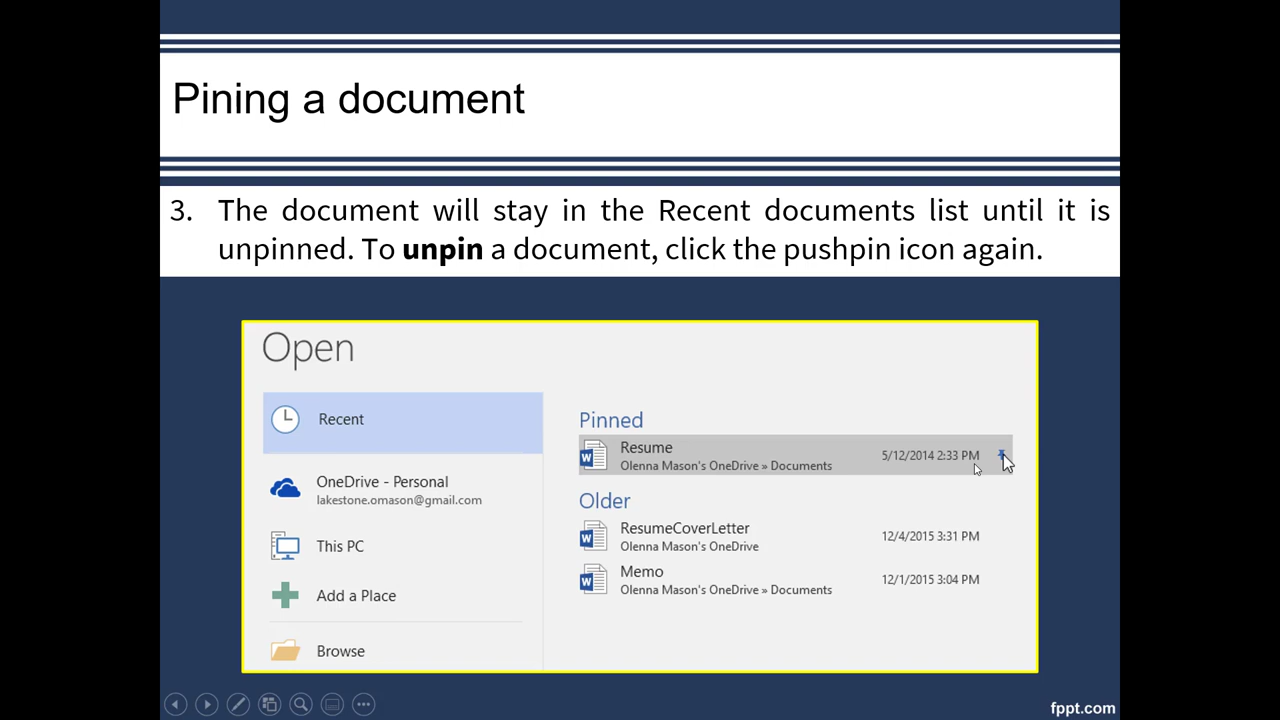 Pining a document
3. The document will stay in the Recent documents list until it is
unpinned. To unpin a document, click the pushpin icon again.
Open
Recent
OneDrive - Personal
lakestone.omason@gmail.com
This PC
Add a Place
Browse
Pinned
Resume
Olenna Mason's OneDrive » Documents
5/12/2014 2:33 PM
Older
ResumeCoverLetter
Olenna Mason's OneDrive
12/4/2015 3:31 PM
Memo
Olenna Mason's OneDrive » Documents
12/1/2015 3:04 PM
fppt.com